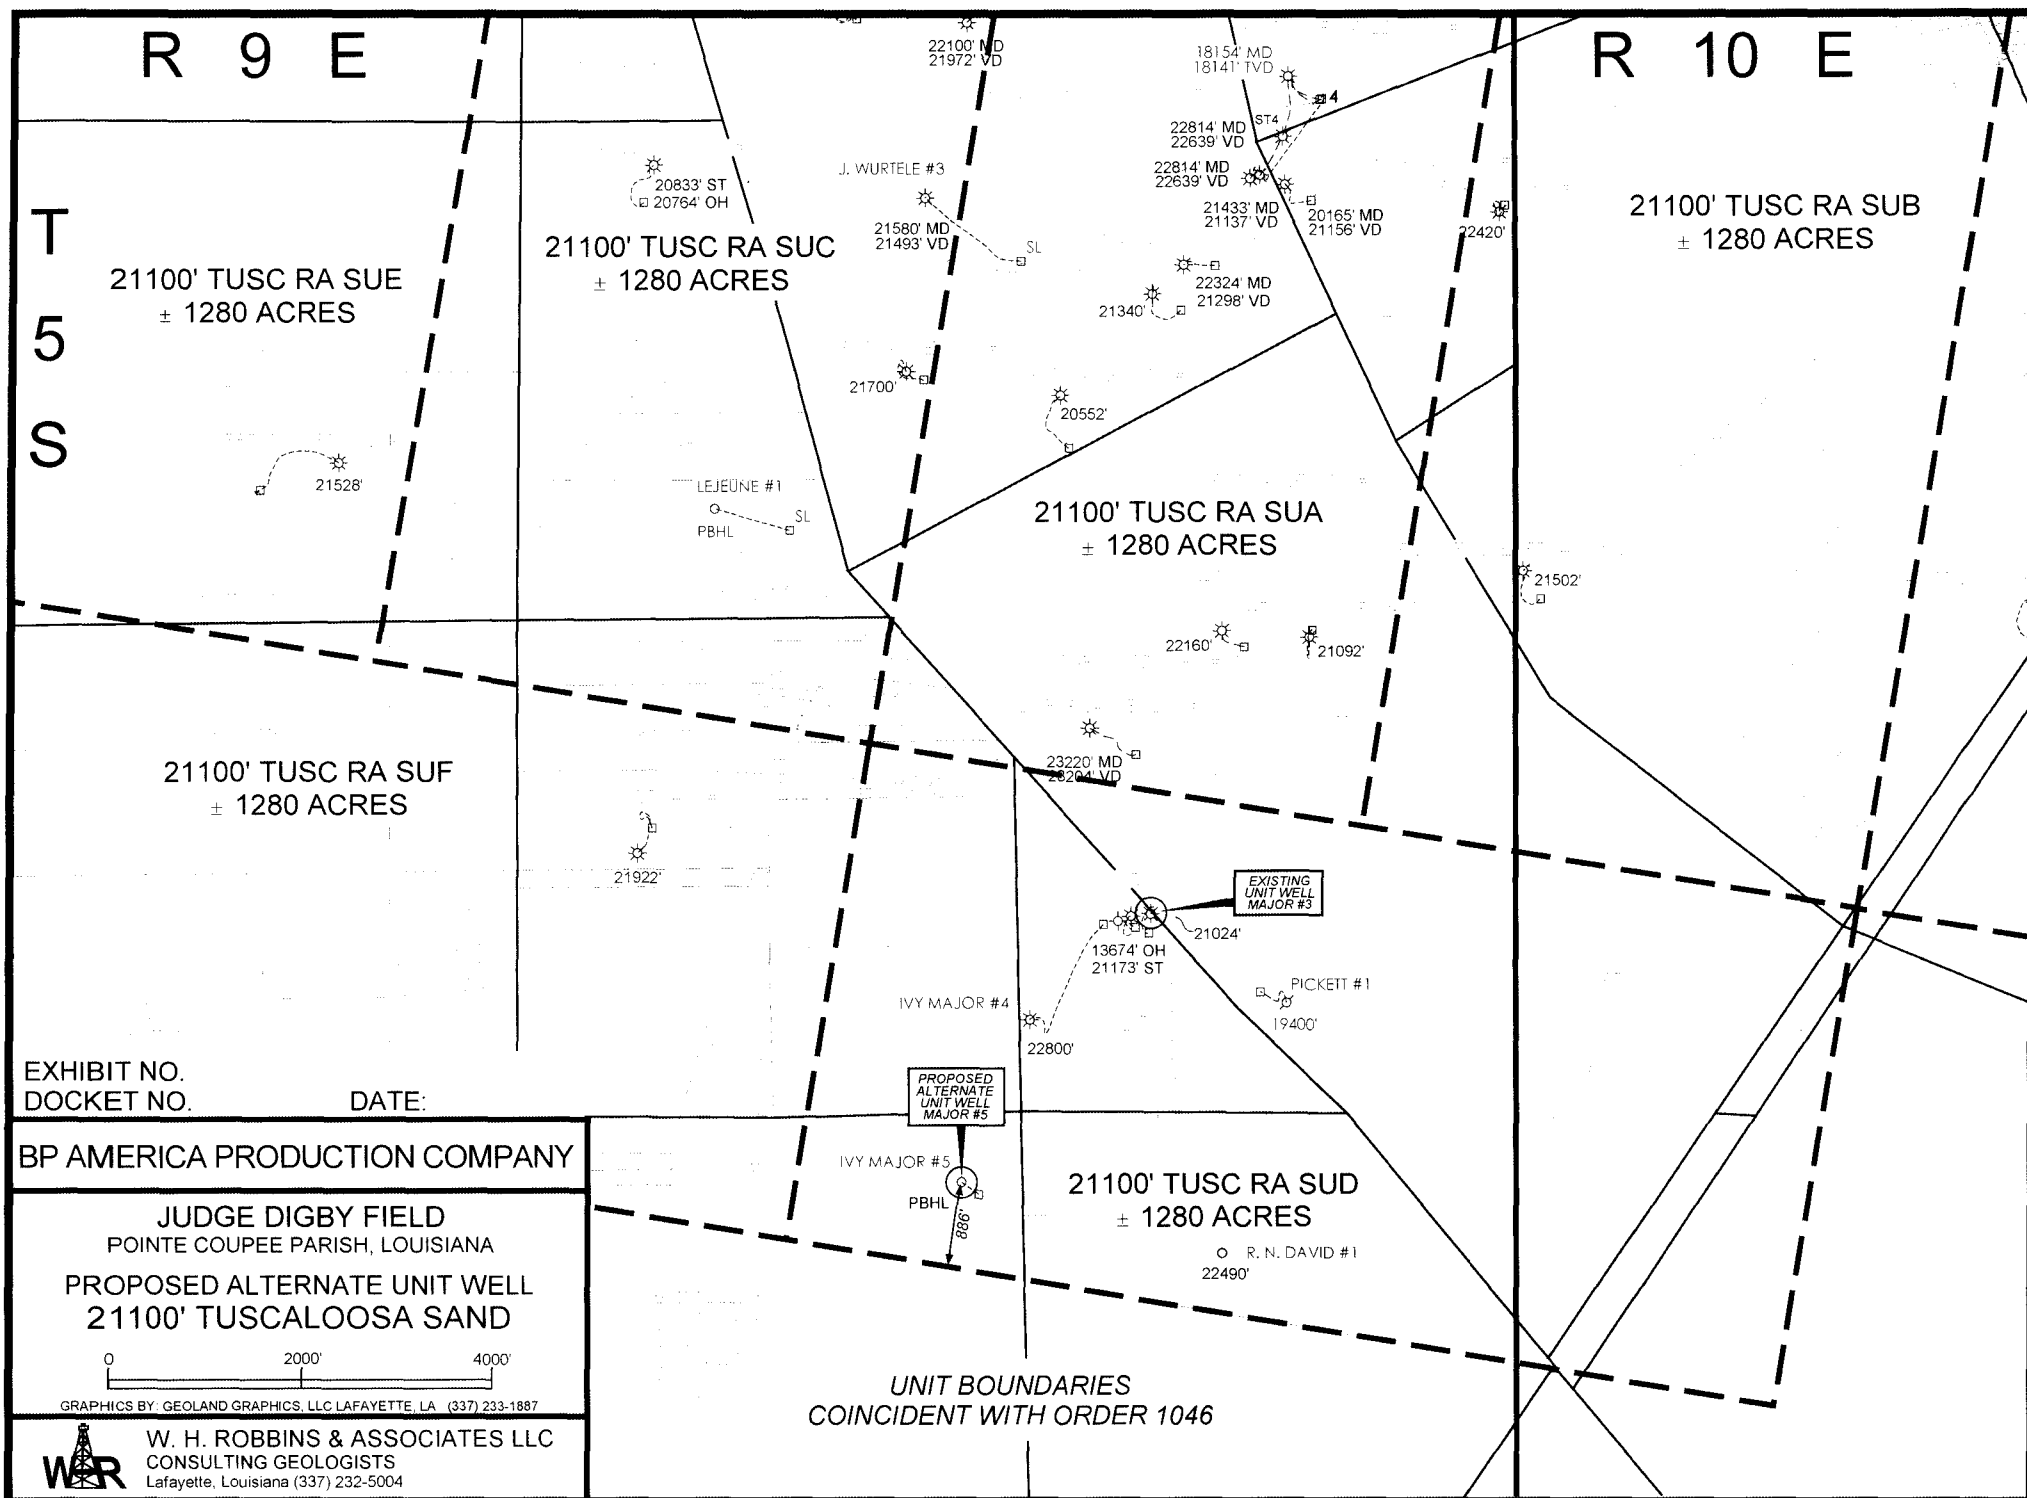 R 9 E
R 10 E
T
5
S
22100' MD
21972' VD
18154' MD
18141' TVD
4
ST4
22814' MD
22639' VD
22814' MD
22639' VD
21433' MD
21137' VD
20165' MD
21156' VD
22420'
20833' ST
20764' OH
J. WURTELE #3
21580' MD
21493' VD
SL
21100' TUSC RA SUB
± 1280 ACRES
21100' TUSC RA SUC
± 1280 ACRES
21100' TUSC RA SUE
± 1280 ACRES
22324' MD
21298' VD
21340'
21700'
20552'
21528'
LEJEUNE #1
SL
PBHL
21100' TUSC RA SUA
± 1280 ACRES
21502'
22160'
21092'
23220' MD
23204' VD
21100' TUSC RA SUF
± 1280 ACRES
21922'
EXISTING
UNIT WELL
MAJOR #3
21024'
13674' OH
21173' ST
PICKETT #1
19400'
IVY MAJOR #4
22800'
PROPOSED
ALTERNATE
UNIT WELL
MAJOR #5
IVY MAJOR #5
PBHL
886'
21100' TUSC RA SUD
± 1280 ACRES
R. N. DAVID #1
22490'
UNIT BOUNDARIES
COINCIDENT WITH ORDER 1046
EXHIBIT NO.
DOCKET NO. DATE:
BP AMERICA PRODUCTION COMPANY
JUDGE DIGBY FIELD
POINTE COUPEE PARISH, LOUISIANA
PROPOSED ALTERNATE UNIT WELL
21100' TUSCALOOSA SAND
0 2000' 4000'
GRAPHICS BY: GEOLAND GRAPHICS, LLC LAFAYETTE, LA (337) 233-1887
WR
W. H. ROBBINS & ASSOCIATES LLC
CONSULTING GEOLOGISTS
Lafayette, Louisiana (337) 232-5004